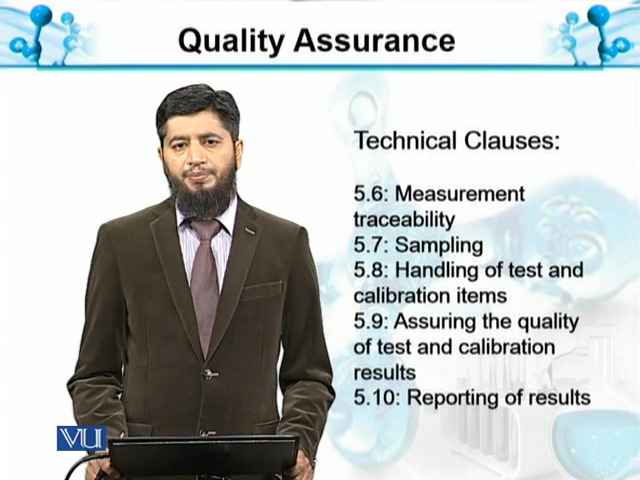 Quality Assurance
Technical Clauses:
5.6: Measurement
traceability
5.7: Sampling
5.8: Handling of test and
calibration items
5.9: Assuring the quality
of test and calibration
results
5.10: Reporting of results
VU